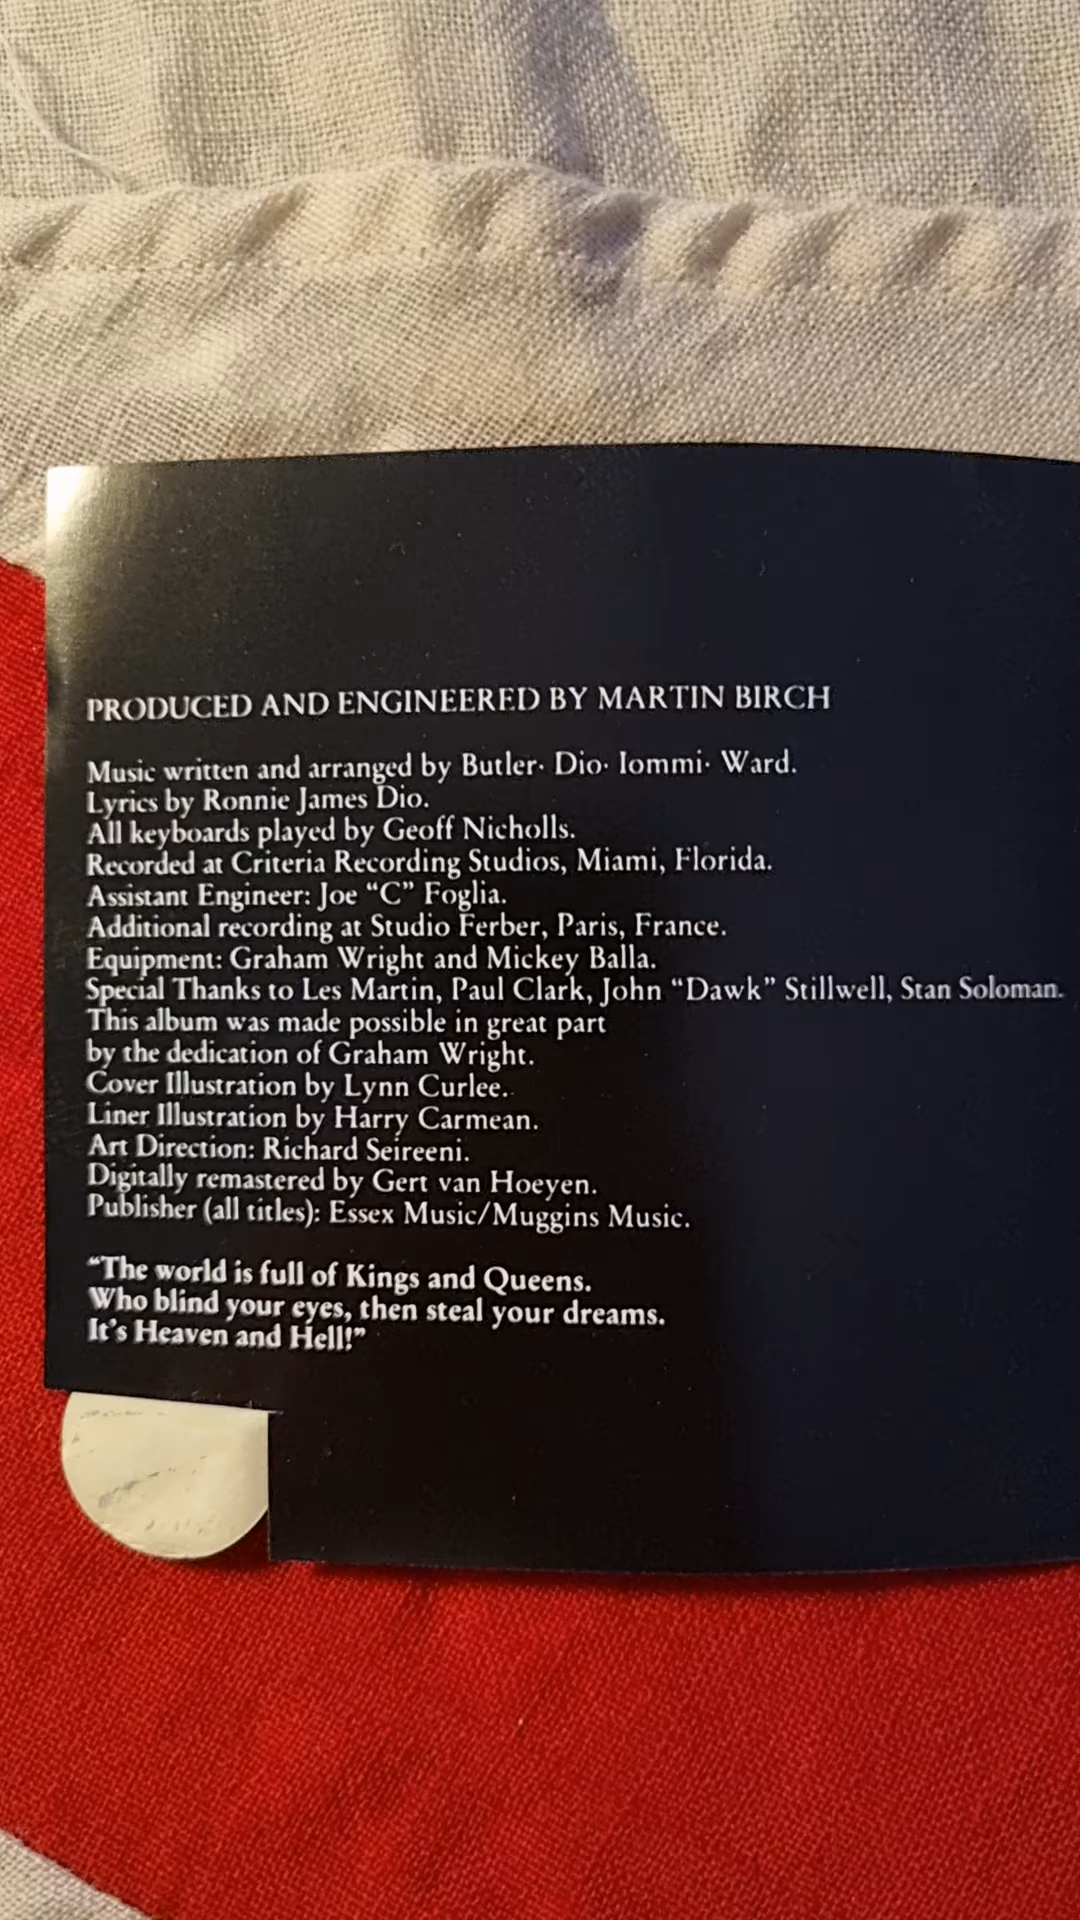 PRODUCED AND ENGINEERED BY MARTIN BIRCH
Music written and arranged by Butler· Dio· Iommi· Ward.
Lyrics by Ronnie James Dio.
All keyboards played by Geoff Nicholls.
Recorded at Criteria Recording Studios, Miami, Florida.
Assistant Engineer: Joe “C” Foglia.
Additional recording at Studio Ferber, Paris, France.
Equipment: Graham Wright and Mickey Balla.
Special Thanks to Les Martin, Paul Clark, John “Dawk” Stillwell, Stan Soloman.
This album was made possible in great part
by the dedication of Graham Wright.
Cover Illustration by Lynn Curlee.
Liner Illustration by Harry Carmean.
Art Direction: Richard Seireeni.
Digitally remastered by Gert van Hoeyen.
Publisher (all titles): Essex Music/Muggins Music.
“The world is full of Kings and Queens.
Who blind your eyes, then steal your dreams.
It's Heaven and Hell!”